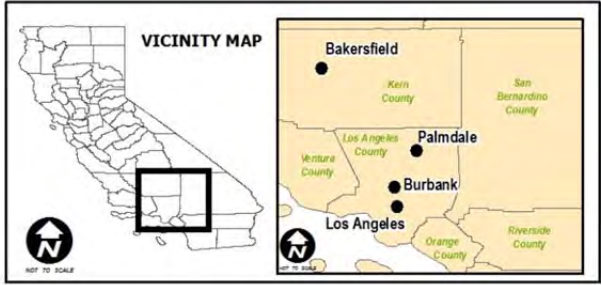 VICINITY MAP
N
NOT TO SCALE
Bakersfield
Kern
County
San
Bernardino
County
Los Angeles
County
Palmdale
Ventura
County
Burbank
Los Angeles
Orange
County
Riverside
County
N
NOT TO SCALE